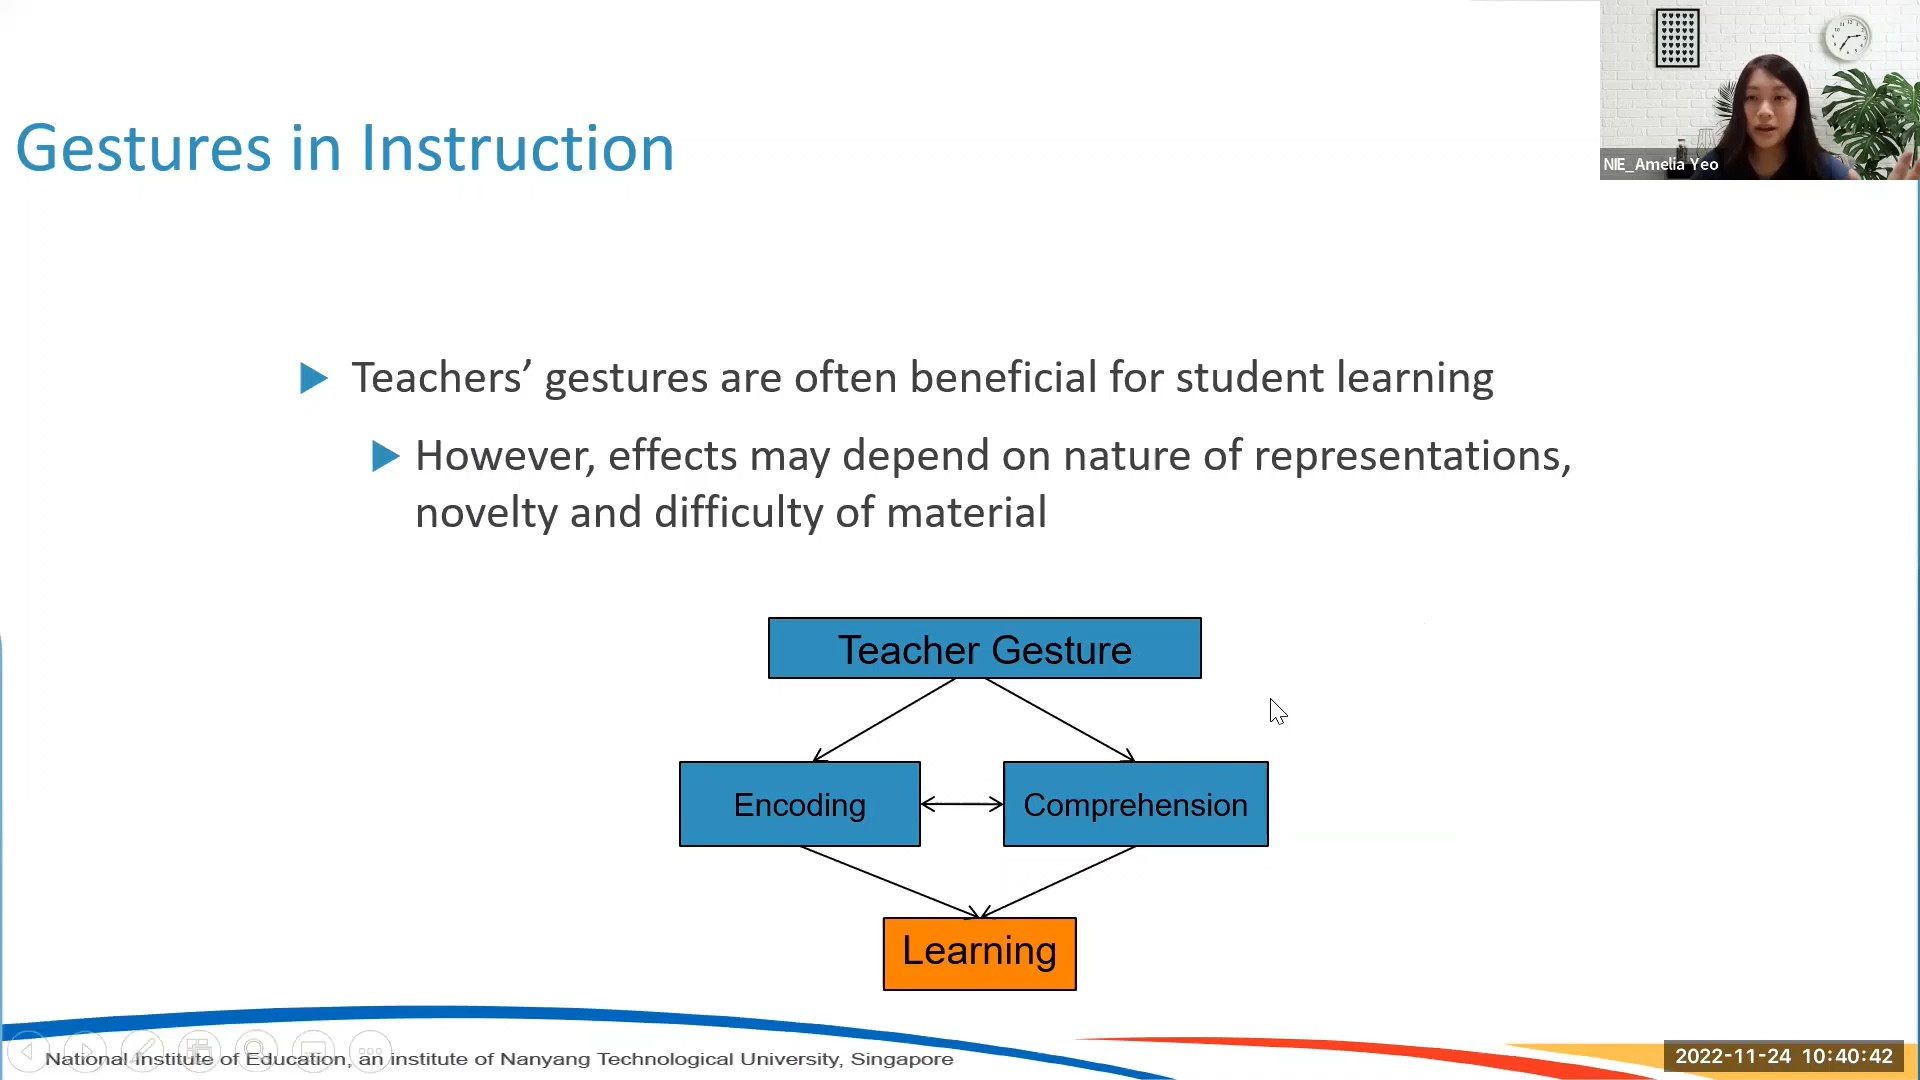 Gestures in Instruction
NIE_Amelia Yeo
Teachers’ gestures are often beneficial for student learning
However, effects may depend on nature of representations,
novelty and difficulty of material
Teacher Gesture
Encoding
Comprehension
Learning
National Institute of Education, an institute of Nanyang Technological University, Singapore
2022-11-24 10:40:42